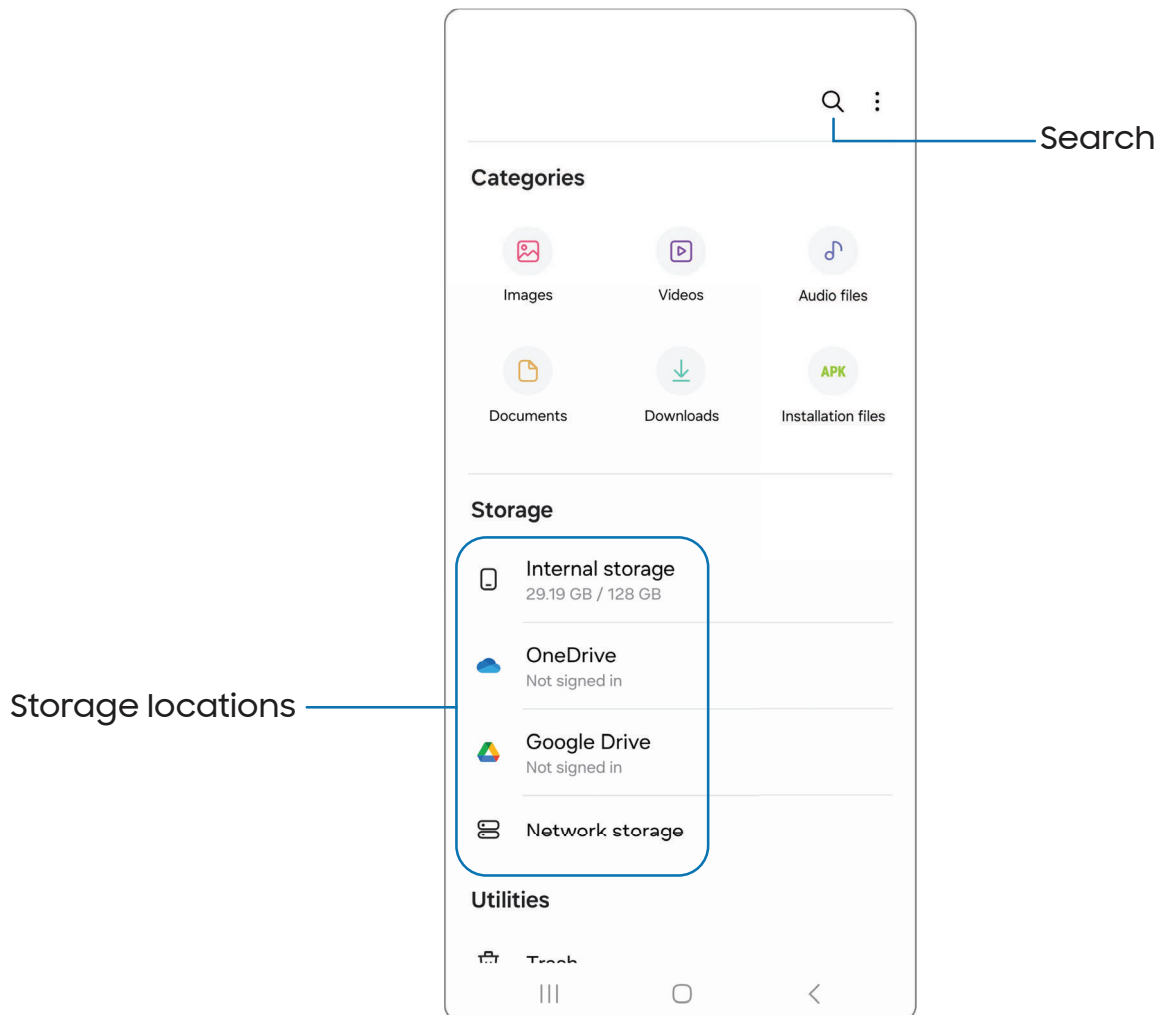 Search
Categories
Images
Videos
Audio files
APK
Documents
Downloads
Installation files
Storage
Internal storage
29.19 GB / 128 GB
OneDrive
Not signed in
Storage locations
Google Drive
Not signed in
Network storage
Utilities
Trash